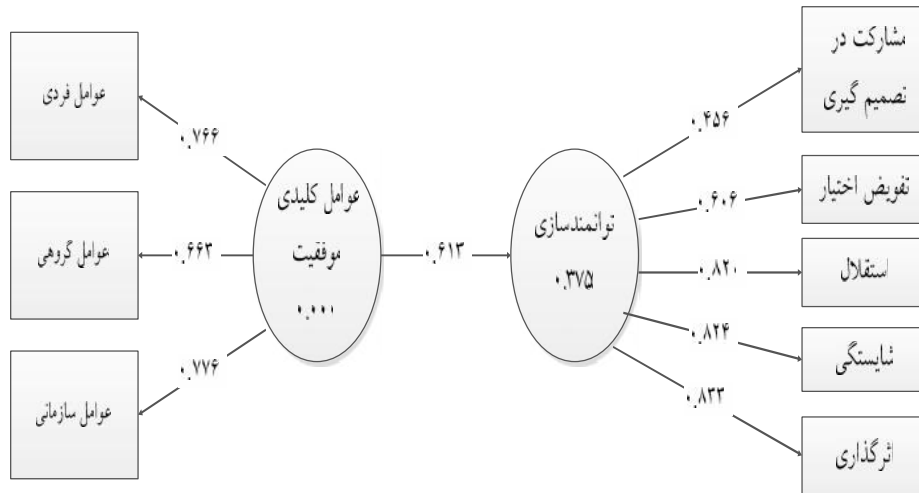 عوامل فردی
عوامل گروهی
عوامل سازمانی
۰.۷۶۶
۰.۶۶۳
۰.۷۷۶
عوامل کلیدی
موفقیت
۰.۰۰۰
۰.۶۱۳
توانمندسازی
۰.۳۷۵
۰.۴۵۶
۰.۶۰۶
۰.۸۲۰
۰.۸۲۴
۰.۸۳۳
مشارکت در
تصمیم گیری
تفویض اختیار
استقلال
شایستگی
اثرگذاری